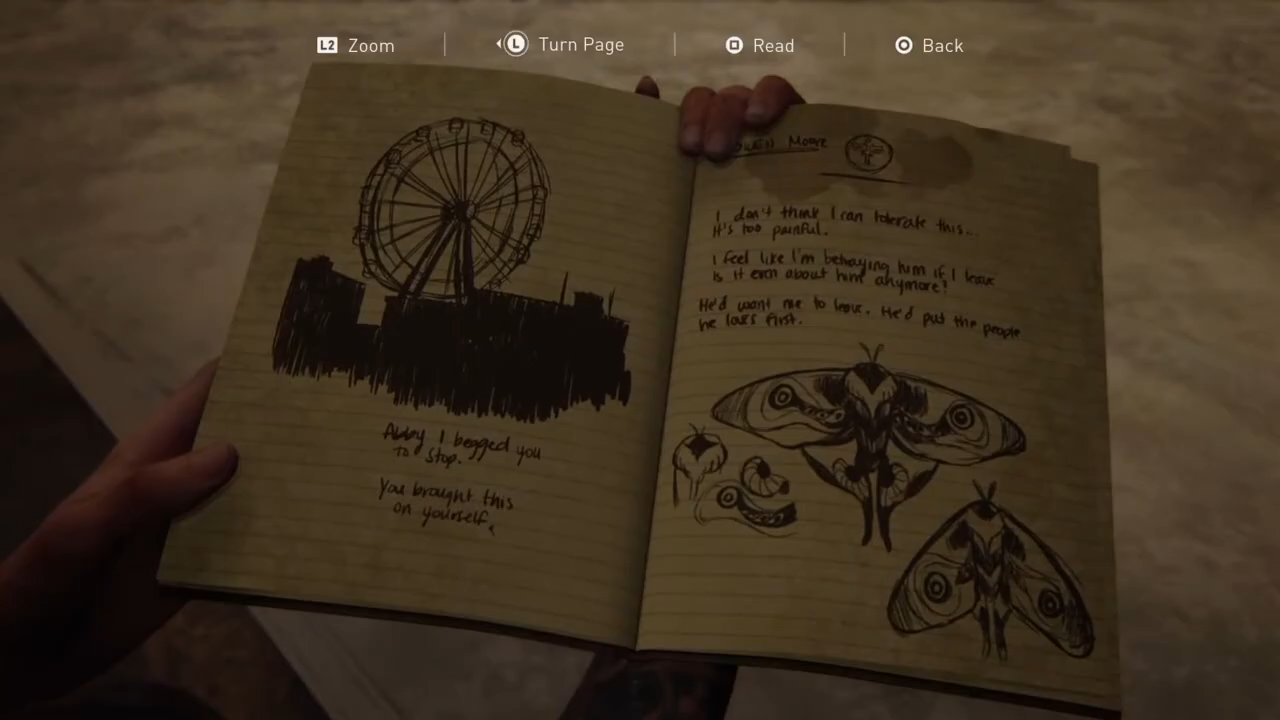 L2 Zoom
L Turn Page
Read
Back
Abby I begged you
To Stop...
You brought this
on yourself.
Owen Moore
I don't think I can tolerate this...
It's too painful.
I feel like I'm betraying him if I leave
Is it even about him anymore?
He'd want me to leave. He'd put the people
he loves first.